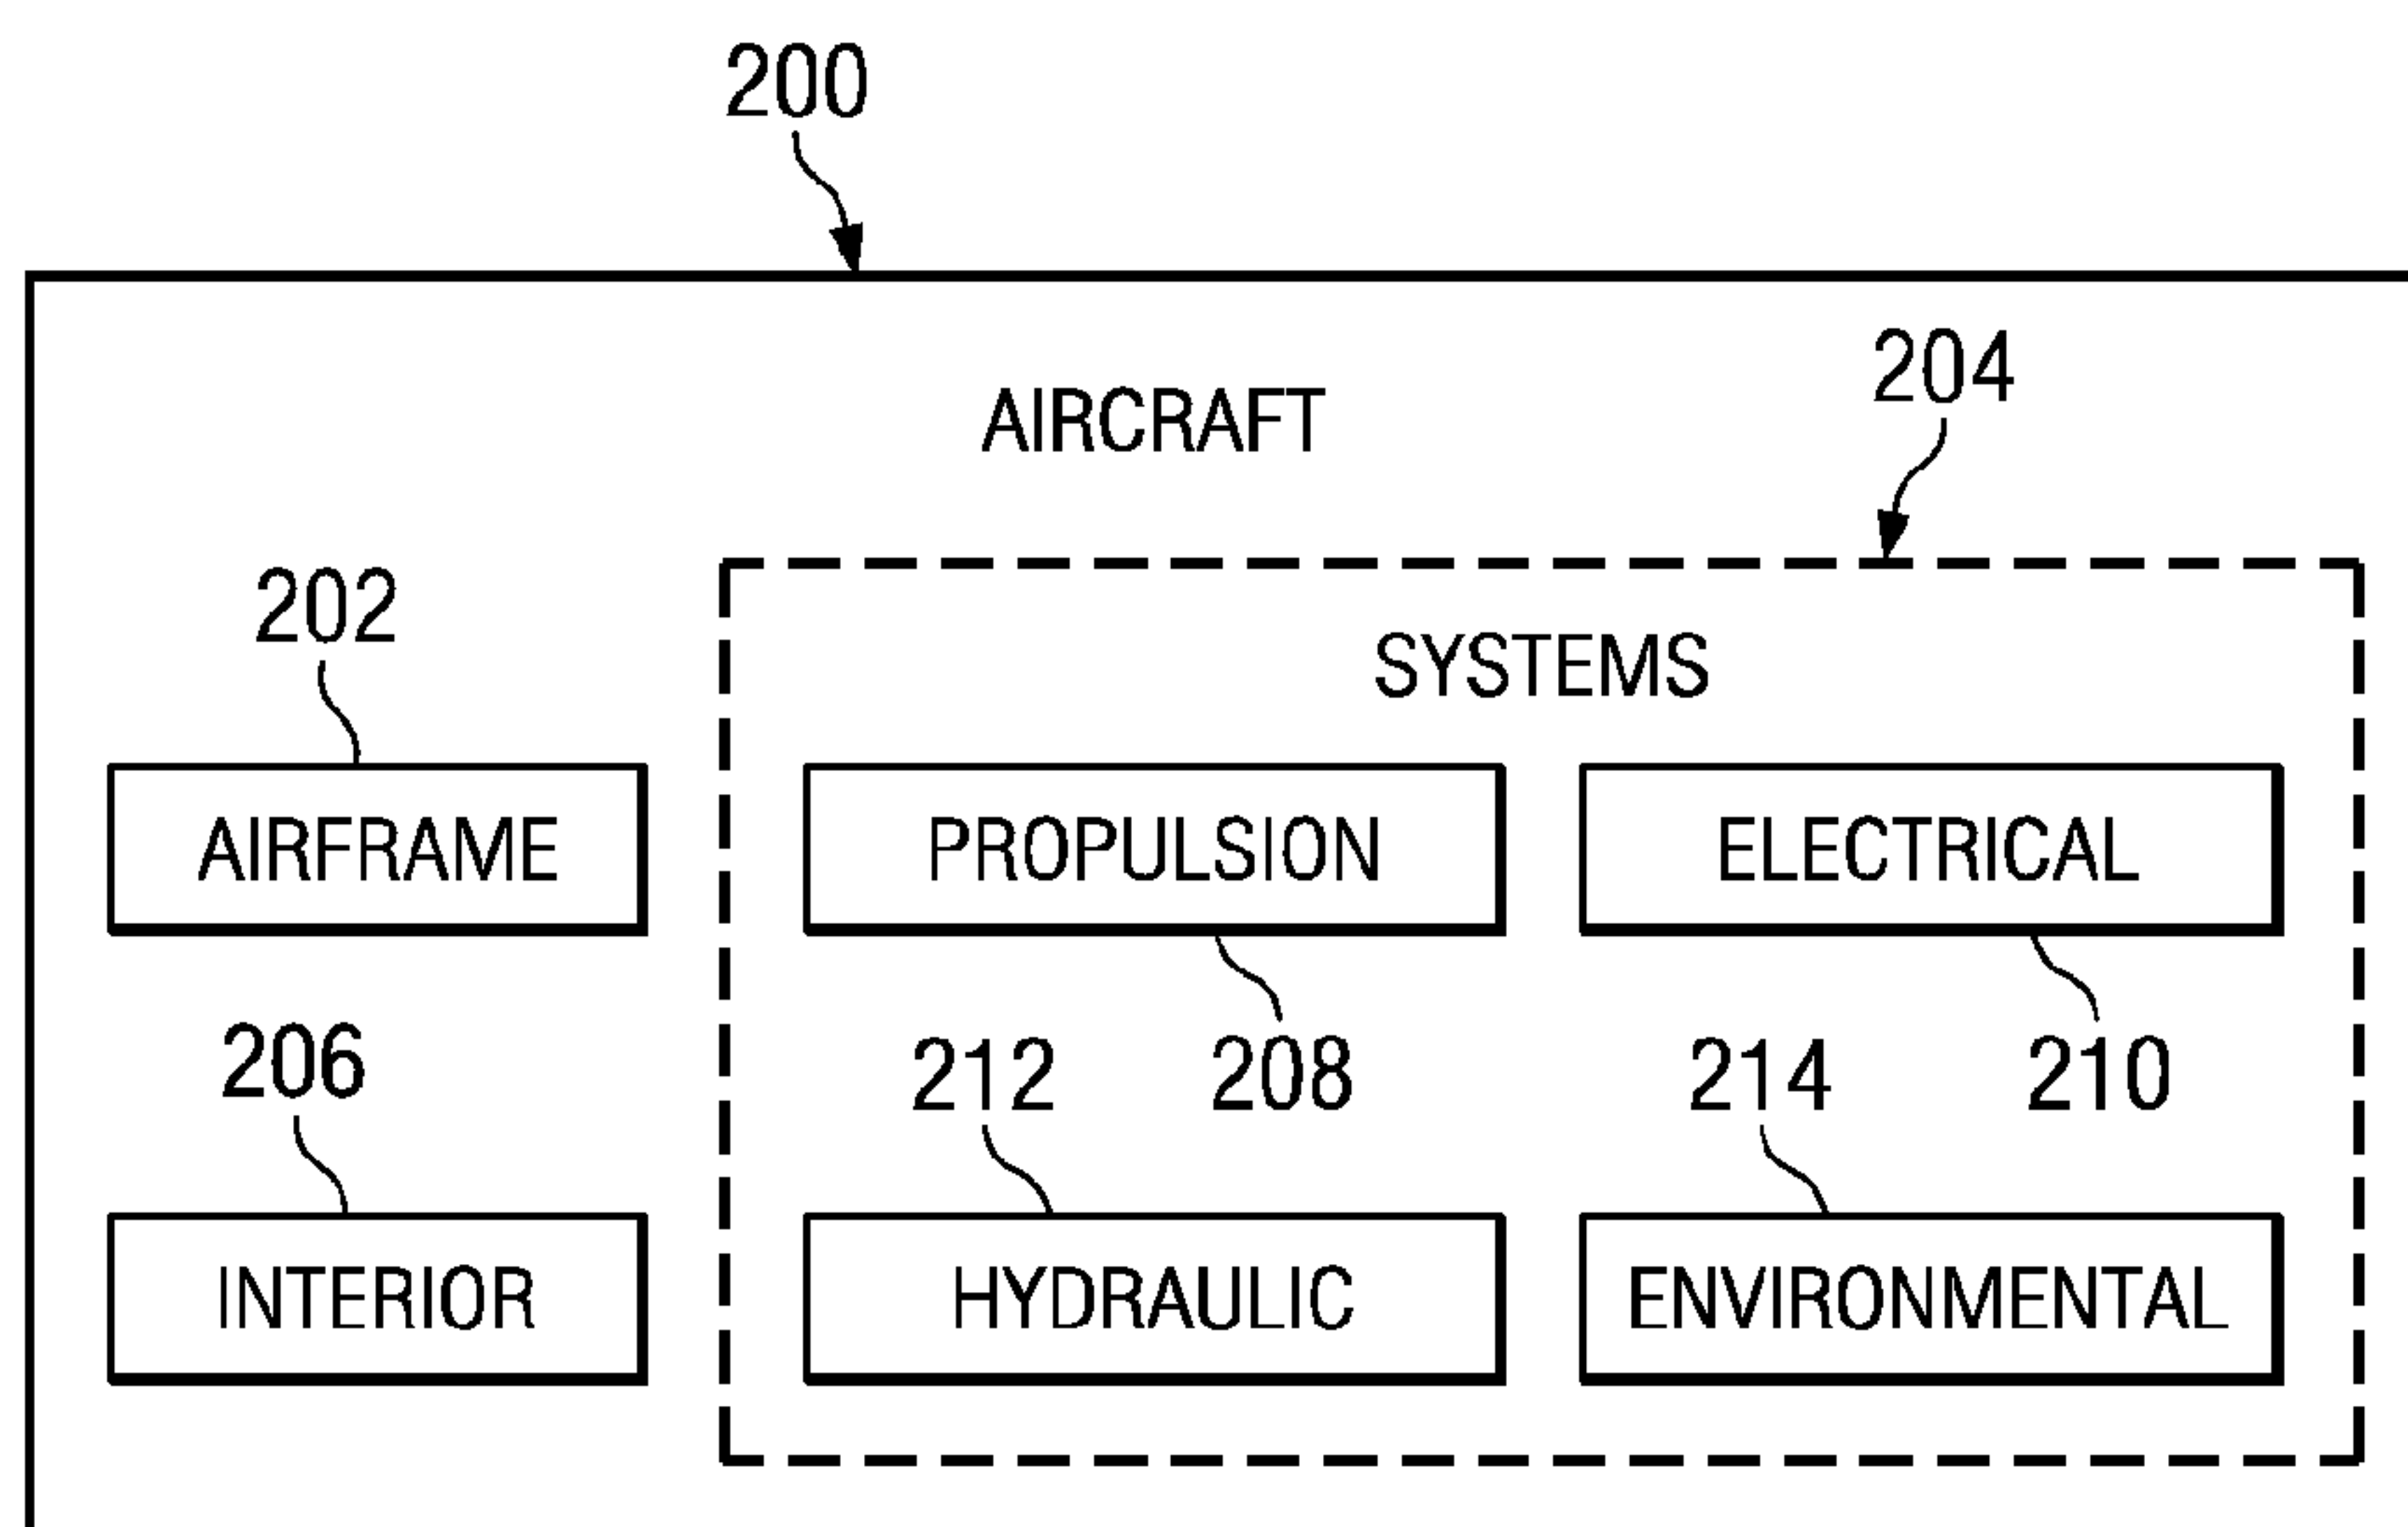 200
AIRCRAFT
204
202
SYSTEMS
AIRFRAME
PROPULSION
ELECTRICAL
206
212
208
214
210
INTERIOR
HYDRAULIC
ENVIRONMENTAL